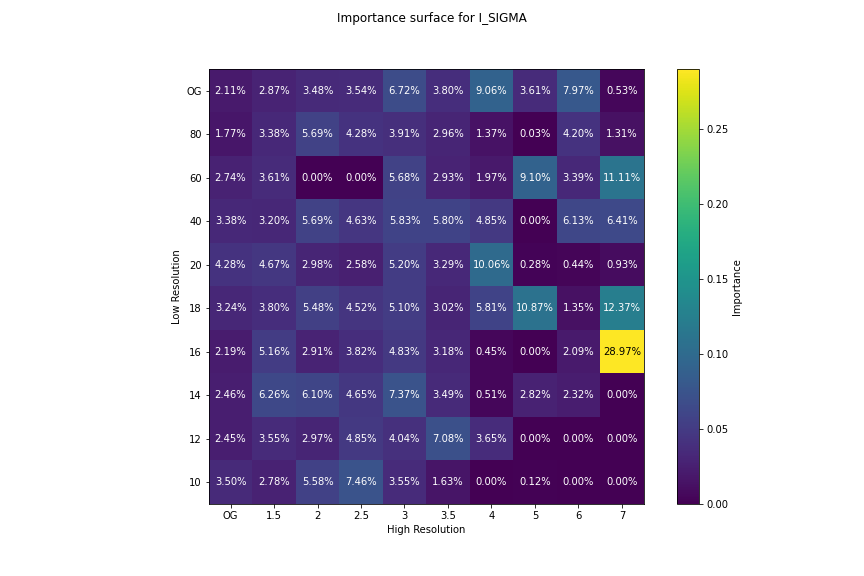 Importance surface for I_SIGMA
OG 2.11% 2.87% 3.48% 3.54% 6.72% 3.80% 9.06% 3.61% 7.97% 0.53%
80 1.77% 3.38% 5.69% 4.28% 3.91% 2.96% 1.37% 0.03% 4.20% 1.31%
60 2.74% 3.61% 0.00% 0.00% 5.68% 2.93% 1.97% 9.10% 3.39% 11.11%
40 3.38% 3.20% 5.69% 4.63% 5.83% 5.80% 4.85% 0.00% 6.13% 6.41%
20 4.28% 4.67% 2.98% 2.58% 5.20% 3.29% 10.06% 0.28% 0.44% 0.93%
18 3.24% 3.80% 5.48% 4.52% 5.10% 3.02% 5.81% 10.87% 1.35% 12.37%
16 2.19% 5.16% 2.91% 3.82% 4.83% 3.18% 0.45% 0.00% 2.09% 28.97%
14 2.46% 6.26% 6.10% 4.65% 7.37% 3.49% 0.51% 2.82% 2.32% 0.00%
12 2.45% 3.55% 2.97% 4.85% 4.04% 7.08% 3.65% 0.00% 0.00% 0.00%
10 3.50% 2.78% 5.58% 7.46% 3.55% 1.63% 0.00% 0.12% 0.00% 0.00%
OG 1.5 2 2.5 3 3.5 4 5 6 7
High Resolution
Low Resolution
0.25
0.20
0.15
0.10
0.05
0.00
Importance